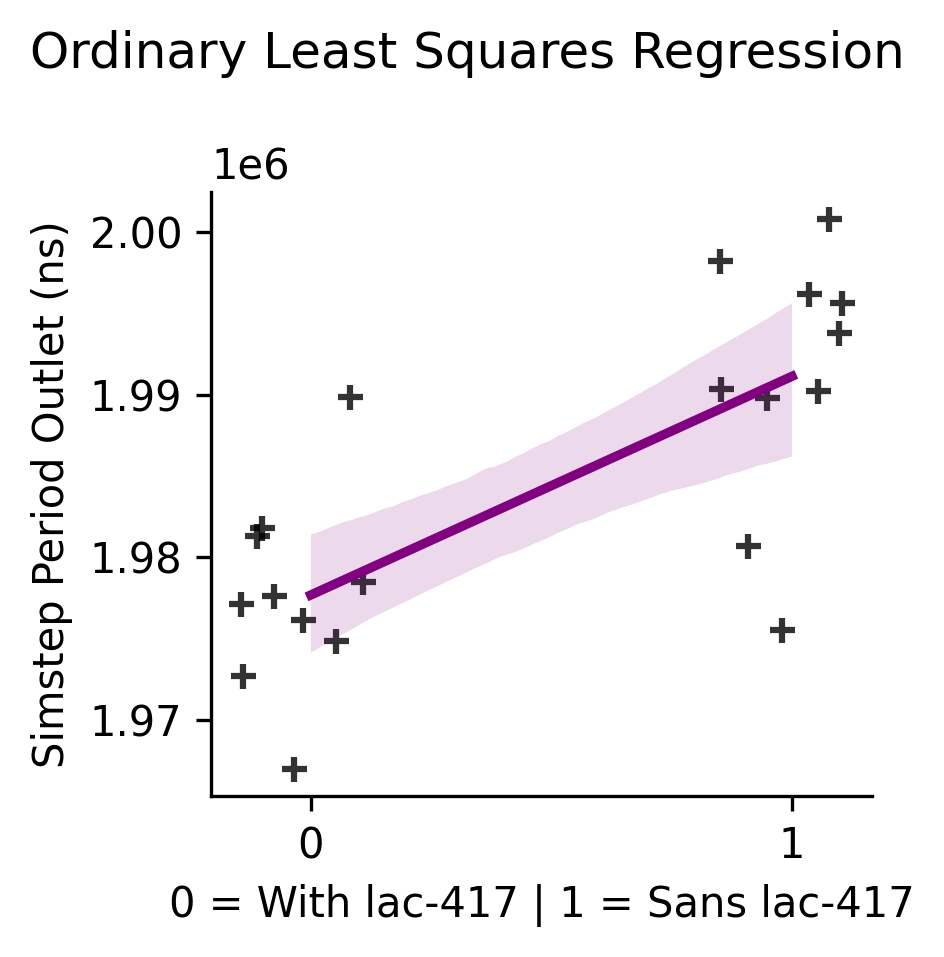 Ordinary Least Squares Regression
1e6
2.00
1.99
1.98
1.97
Simstep Period Outlet (ns)
0 1
0 = With lac-417 | 1 = Sans lac-417